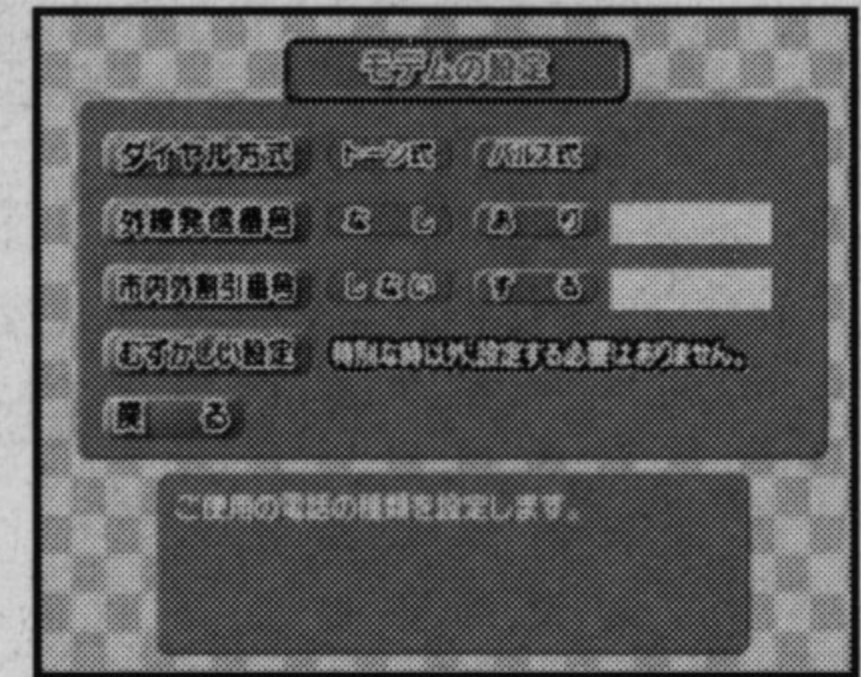 モデムの設定
ダイヤル方式 トーン式 パルス式
外線発信番号 なし あり
市内外割引番号 しない する
むずかしい設定 特別な時以外、設定する必要はありません。
戻る
ご使用の電話の種類を設定します。